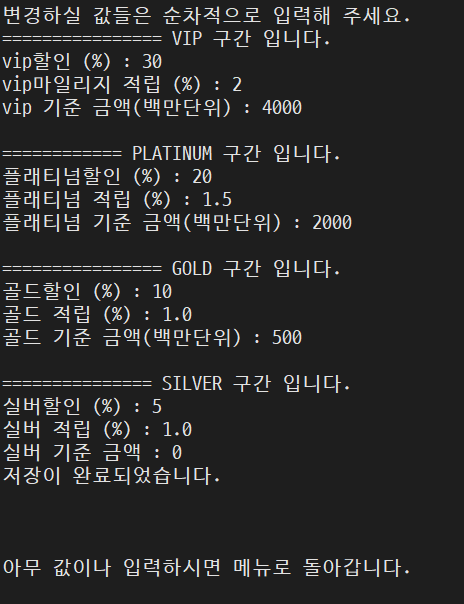 변경하실 값들은 순차적으로 입력해 주세요.
================ VIP 구간 입니다.
vip할인 (%) : 30
vip마일리지 적립 (%) : 2
vip 기준 금액(백만단위) : 4000
============ PLATINUM 구간 입니다.
플래티넘할인 (%) : 20
플래티넘 적립 (%) : 1.5
플래티넘 기준 금액(백만단위) : 2000
================ GOLD 구간 입니다.
골드할인 (%) : 10
골드 적립 (%) : 1.0
골드 기준 금액(백만단위) : 500
=============== SILVER 구간 입니다.
실버할인 (%) : 5
실버 적립 (%) : 1.0
실버 기준 금액 : 0
저장이 완료되었습니다.
아무 값이나 입력하시면 메뉴로 돌아갑니다.